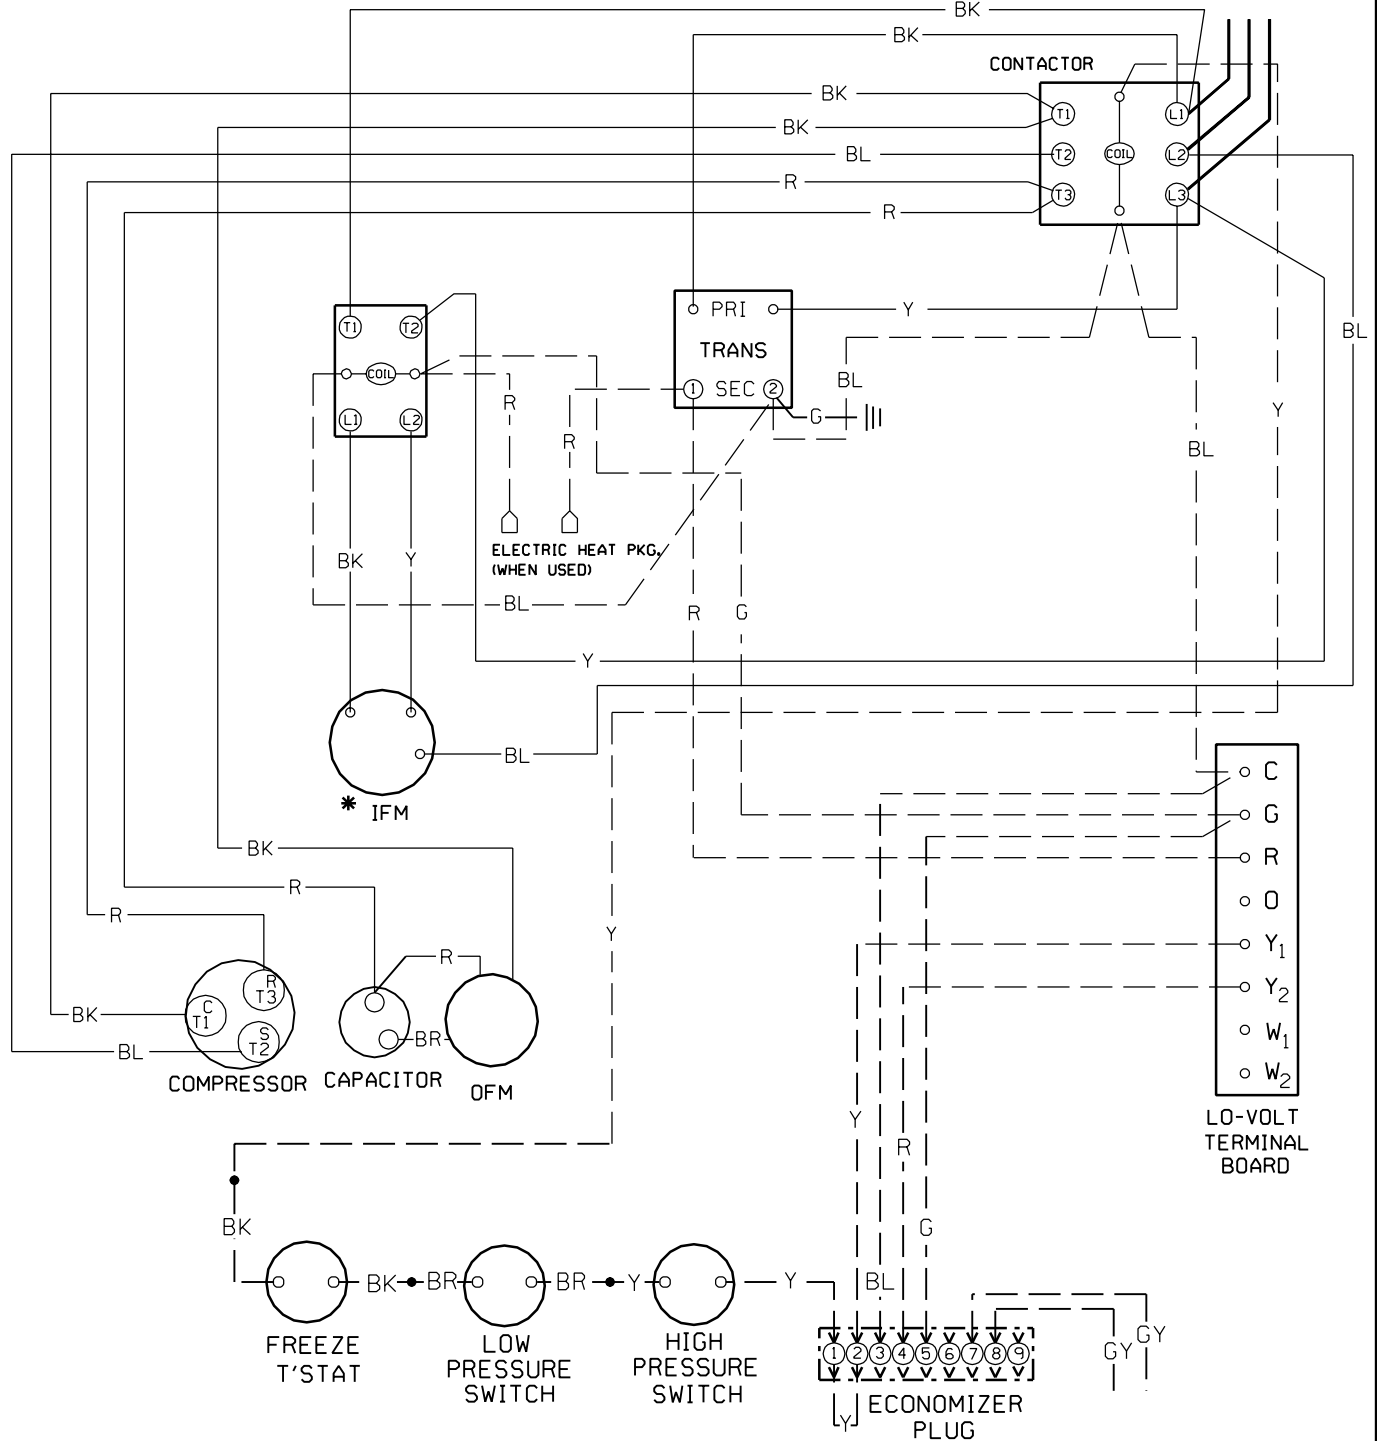 BK
BK
CONTACTOR
BK
T1
L1
BK
BL
T2
COIL
L2
R
T3
L3
R
T1
T2
PRI
Y
BL
TRANS
COIL
R
1
SEC
2
BL
G
Y
L1
L2
R
BL
ELECTRIC HEAT PKG.
(WHEN USED)
BK
Y
BL
R
G
Y
BL
C
* IFM
G
BK
R
R
O
R
Y
Y1
R
Y2
C
T1
R
T3
S
T2
BK
BL
BR
W1
W2
COMPRESSOR
CAPACITOR
OFM
LO-VOLT
TERMINAL
BOARD
Y
R
BK
G
BK
BR
BR
Y
Y
BL
FREEZE
T'STAT
LOW
PRESSURE
SWITCH
HIGH
PRESSURE
SWITCH
GY
GY
1 2 3 4 5 6 7 8 9
Y
ECONOMIZER
PLUG